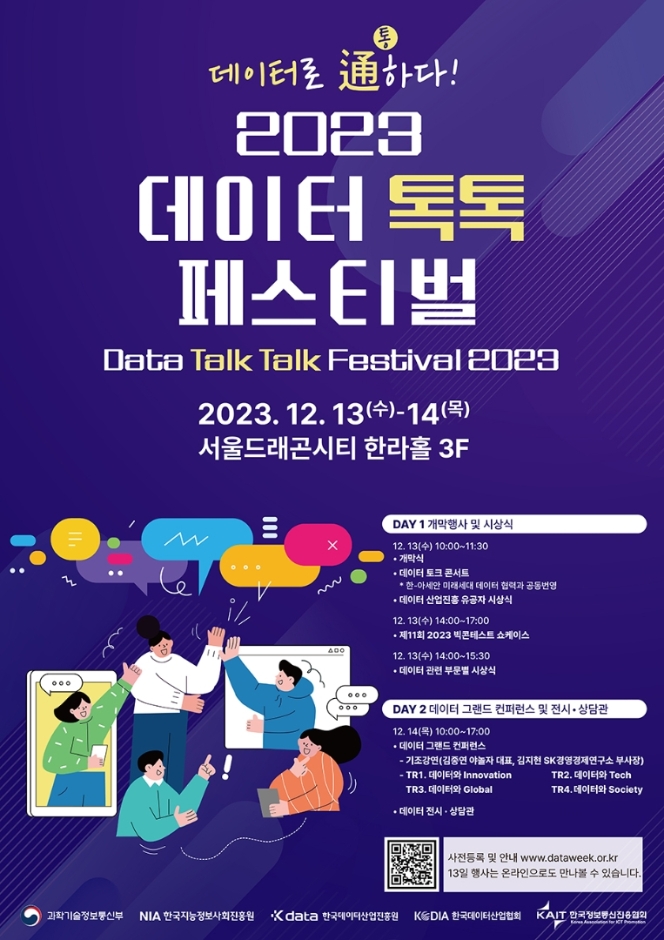 통
데이터로 通하다!
2023
데이터 톡톡
페스티벌
Data Talk Talk Festival 2023
2023. 12. 13(수)-14(목)
서울드래곤시티 한라홀 3F
DAY 1 개막행사 및 시상식
12. 13(수) 10:00~11:30
• 개막식
• 데이터 토크 콘서트
* 한-아세안 미래세대 데이터 협력과 공동번영
• 데이터 산업진흥 유공자 시상식
12. 13(수) 14:00~17:00
• 제11회 2023 빅콘테스트 쇼케이스
12. 13(수) 14:00~15:30
• 데이터 관련 부문별 시상식
DAY 2 데이터 그랜드 컨퍼런스 및 전시•상담관
12. 14(목) 10:00~17:00
• 데이터 그랜드 컨퍼런스
- 기조강연(김종연 야놀자 대표, 김지현 SK경영경제연구소 부사장)
- TR1. 데이터와 Innovation TR2. 데이터와 Tech
TR3. 데이터와 Global TR4. 데이터와 Society
• 데이터 전시 · 상담관
사전등록 및 안내 www.dataweek.or.kr
13일 행사는 온라인으로도 만나볼 수 있습니다.
과학기술정보통신부 NIA 한국지능정보사회진흥원 Kdata 한국데이터산업진흥원 KODIA 한국데이터산업협회 KAIT 한국정보통신진흥협회
Korea Association for ICT Promotion